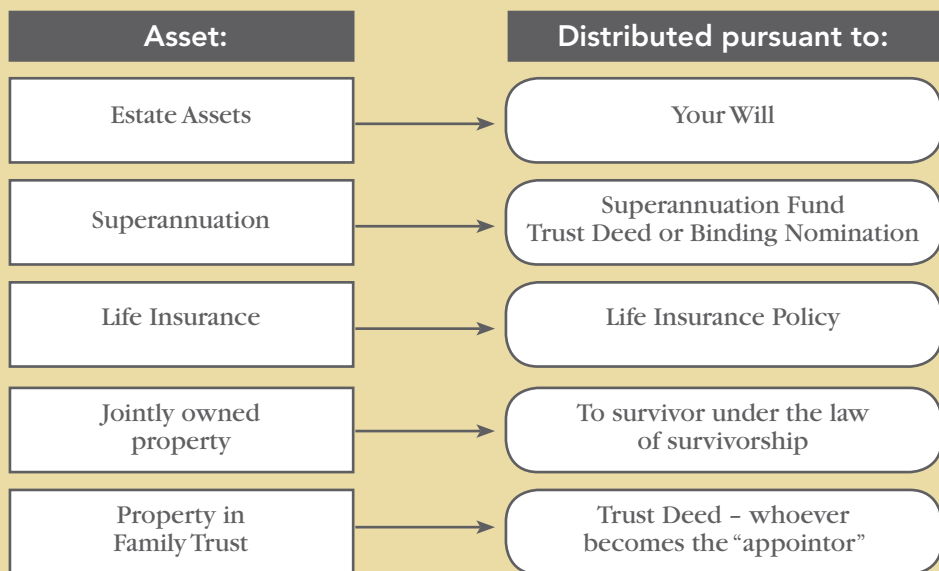 Asset:
Distributed pursuant to:
Estate Assets
Your Will
Superannuation
Superannuation Fund
Trust Deed or Binding Nomination
Life Insurance
Life Insurance Policy
Jointly owned
property
To survivor under the law
of survivorship
Property in
Family Trust
Trust Deed – whoever
becomes the “appointor”